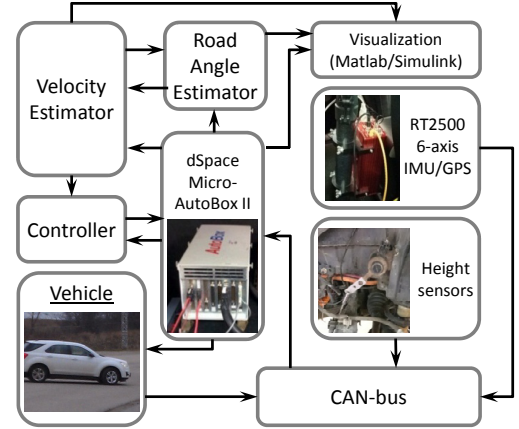 Velocity
Estimator
Road
Angle
Estimator
Visualization
(Matlab/Simulink)
RT2500
6-axis
IMU/GPS
dSpace
Micro-
AutoBox II
AutoBox
Controller
Height
sensors
Vehicle
CAN-bus